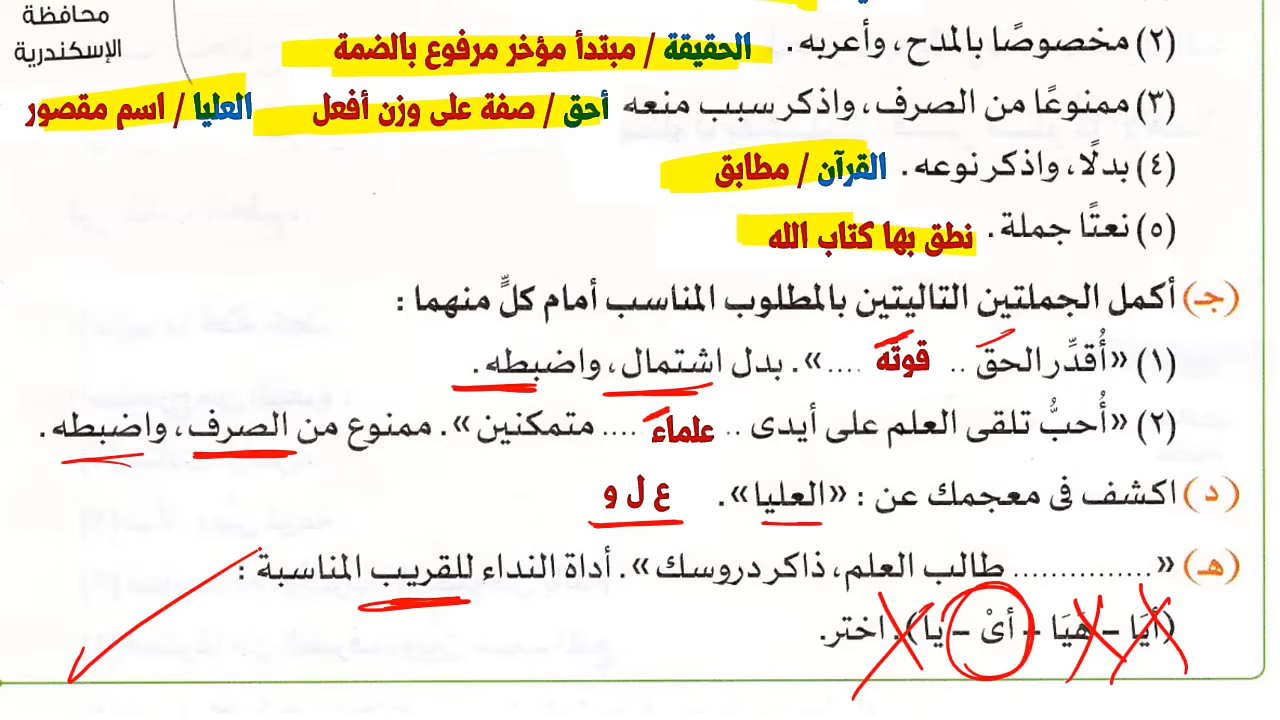 محافظة
الإسكندرية
(٢) مخصوصًا بالمدح، وأعربه. الحقيقة / مبتدأ مؤخر مرفوع بالضمة
(٣) ممنوعًا من الصرف، واذكر سبب منعه أحق / صفة على وزن أفعل العليا / اسم مقصور
(٤) بدلًا، واذكر نوعه. القرآن / مطابق
(٥) نعتًا جملة. نطق بها كتاب الله
(جـ) أكمل الجملتين التاليتين بالمطلوب المناسب أمام كلٍّ منهما :
(١) «أُقدِّر الحق .. قوتَه ....». بدل اشتمال، واضبطه.
(٢) «أُحبُّ تلقى العلم على أيدى .. علماءَ .... متمكنين». ممنوع من الصرف، واضبطه.
(د) اكشف فى معجمك عن : «العليا». ع ل و
(هـ) «.............. طالب العلم، ذاكر دروسك». أداة النداء للقريب المناسبة :
(أيَا – هَيَا – أىْ – يا). اختر.